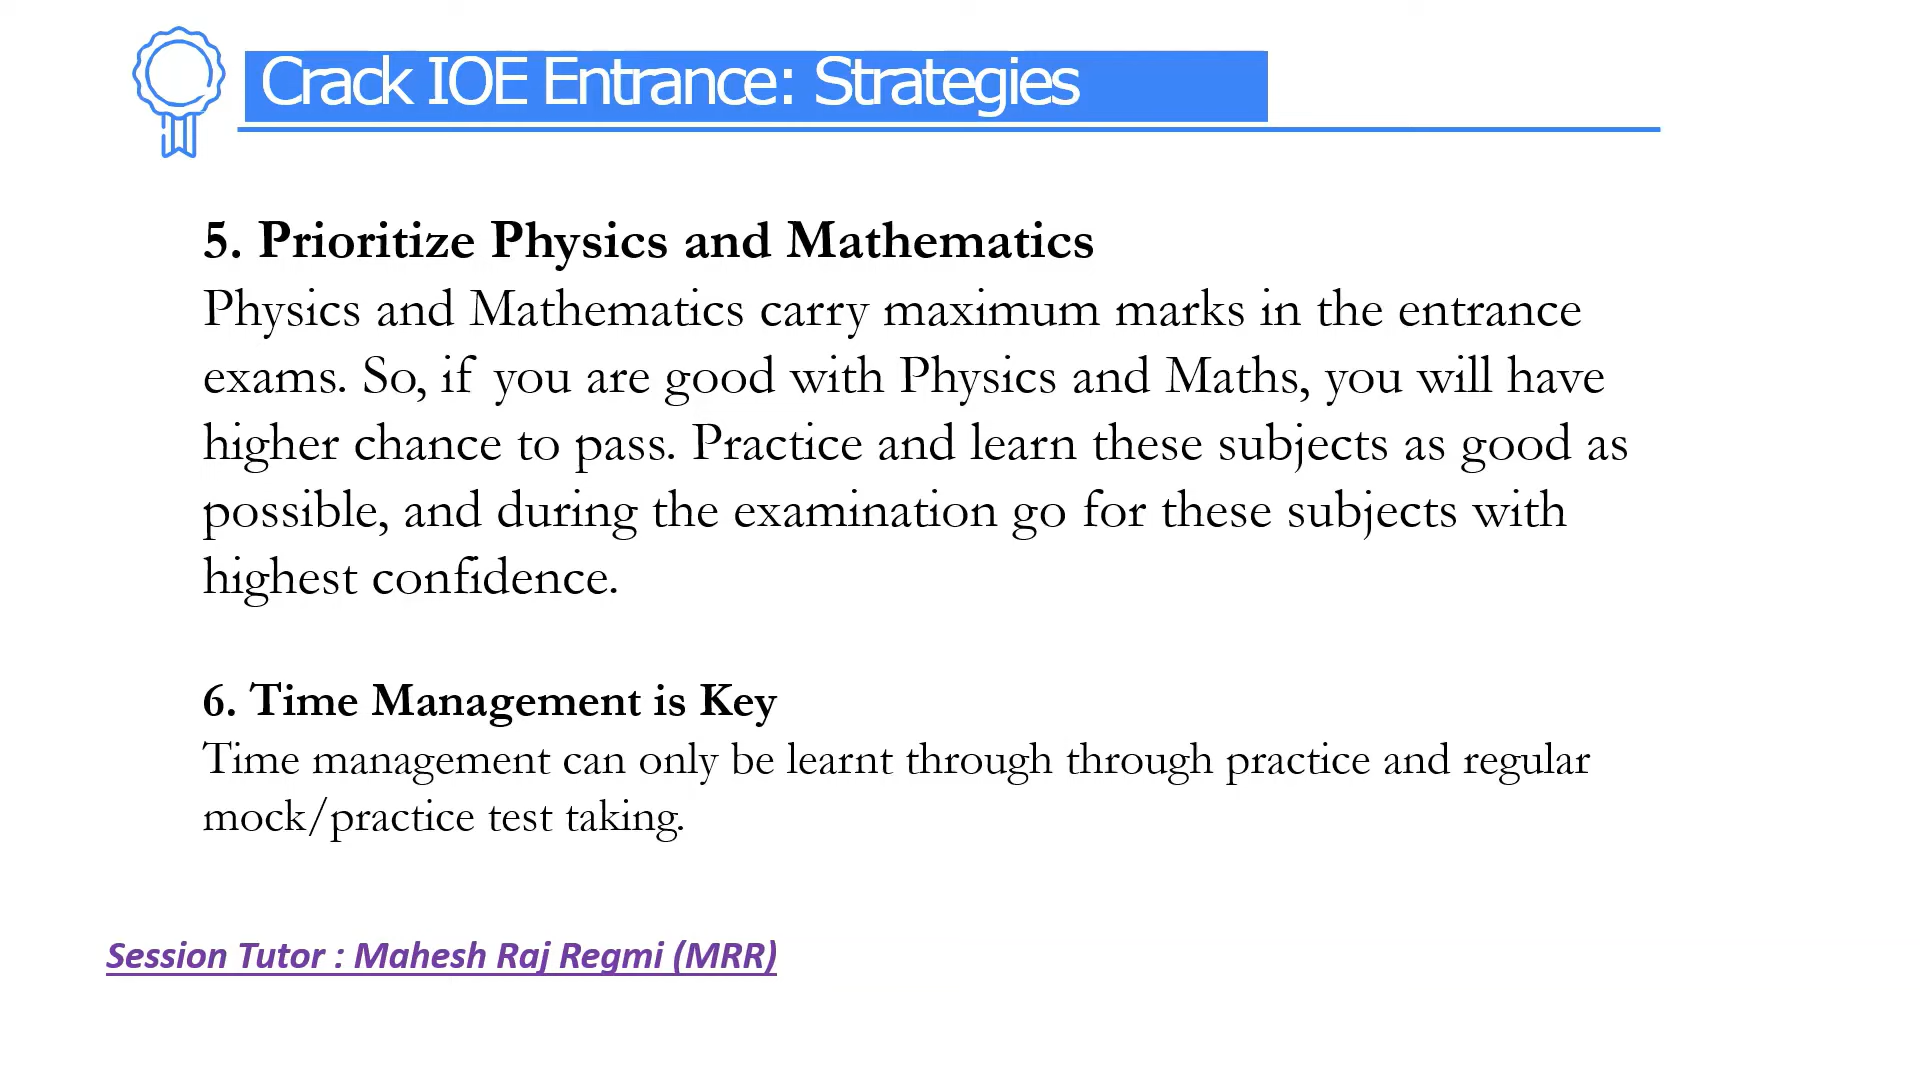 Crack IOE Entrance: Strategies
5. Prioritize Physics and Mathematics
Physics and Mathematics carry maximum marks in the entrance
exams. So, if you are good with Physics and Maths, you will have
higher chance to pass. Practice and learn these subjects as good as
possible, and during the examination go for these subjects with
highest confidence.
6. Time Management is Key
Time management can only be learnt through through practice and regular
mock/practice test taking.
Session Tutor : Mahesh Raj Regmi (MRR)